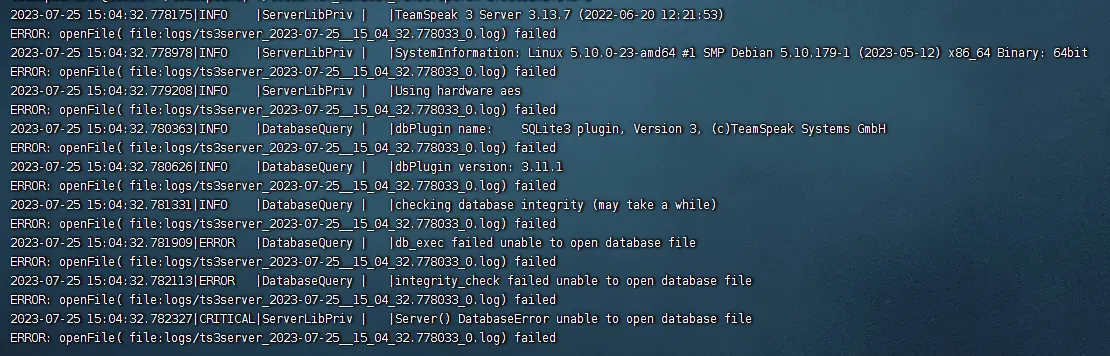 2023-07-25 15:04:32.778175|INFO    |ServerLibPriv |   |TeamSpeak 3 Server 3.13.7 (2022-06-20 12:21:53)
ERROR: openFile( file:logs/ts3server_2023-07-25__15_04_32.778033_0.log) failed
2023-07-25 15:04:32.778978|INFO    |ServerLibPriv |   |SystemInformation: Linux 5.10.0-23-amd64 #1 SMP Debian 5.10.179-1 (2023-05-12) x86_64 Binary: 64bit
ERROR: openFile( file:logs/ts3server_2023-07-25__15_04_32.778033_0.log) failed
2023-07-25 15:04:32.779208|INFO    |ServerLibPriv |   |Using hardware aes
ERROR: openFile( file:logs/ts3server_2023-07-25__15_04_32.778033_0.log) failed
2023-07-25 15:04:32.780363|INFO    |DatabaseQuery |   |dbPlugin name:    SQLite3 plugin, Version 3, (c)TeamSpeak Systems GmbH
ERROR: openFile( file:logs/ts3server_2023-07-25__15_04_32.778033_0.log) failed
2023-07-25 15:04:32.780626|INFO    |DatabaseQuery |   |dbPlugin version: 3.11.1
ERROR: openFile( file:logs/ts3server_2023-07-25__15_04_32.778033_0.log) failed
2023-07-25 15:04:32.781331|INFO    |DatabaseQuery |   |checking database integrity (may take a while)
ERROR: openFile( file:logs/ts3server_2023-07-25__15_04_32.778033_0.log) failed
2023-07-25 15:04:32.781909|ERROR   |DatabaseQuery |   |db_exec failed unable to open database file
ERROR: openFile( file:logs/ts3server_2023-07-25__15_04_32.778033_0.log) failed
2023-07-25 15:04:32.782113|ERROR   |DatabaseQuery |   |integrity_check failed unable to open database file
ERROR: openFile( file:logs/ts3server_2023-07-25__15_04_32.778033_0.log) failed
2023-07-25 15:04:32.782327|CRITICAL|ServerLibPriv |   |Server() DatabaseError unable to open database file
ERROR: openFile( file:logs/ts3server_2023-07-25__15_04_32.778033_0.log) failed